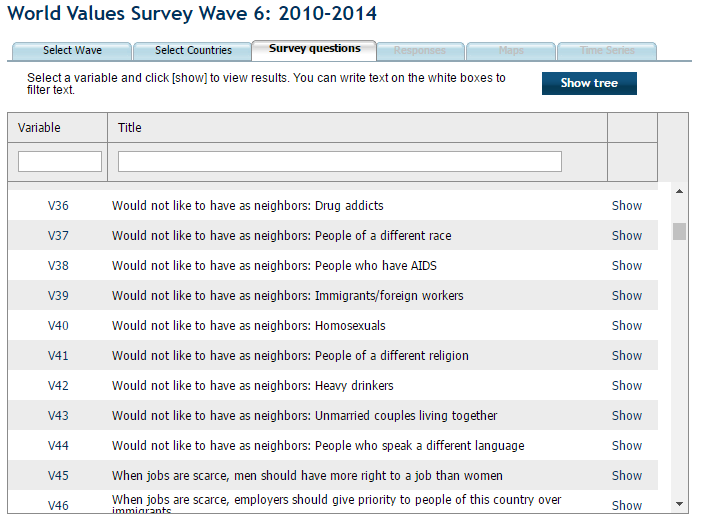 World Values Survey Wave 6: 2010-2014
Select Wave Select Countries Survey questions Responses Maps Time Series
Select a variable and click [show] to view results. You can write text on the white boxes to
filter text.
Show tree
Variable Title
V36 Would not like to have as neighbors: Drug addicts Show
V37 Would not like to have as neighbors: People of a different race Show
V38 Would not like to have as neighbors: People who have AIDS Show
V39 Would not like to have as neighbors: Immigrants/foreign workers Show
V40 Would not like to have as neighbors: Homosexuals Show
V41 Would not like to have as neighbors: People of a different religion Show
V42 Would not like to have as neighbors: Heavy drinkers Show
V43 Would not like to have as neighbors: Unmarried couples living together Show
V44 Would not like to have as neighbors: People who speak a different language Show
V45 When jobs are scarce, men should have more right to a job than women Show
V46 When jobs are scarce, employers should give priority to people of this country over Show
immigrants